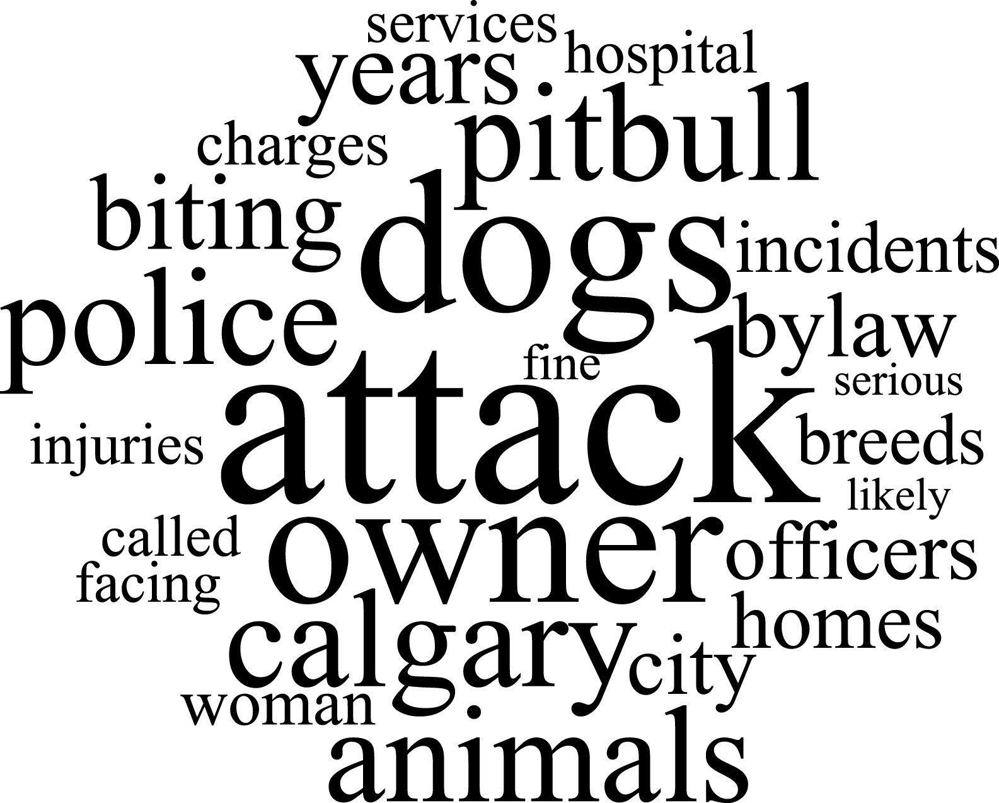 services
years hospital
pitbull
charges
biting dogs incidents
police bylaw
fine
attack serious
injuries breeds
likely
called owner officers
facing
calgary city homes
woman
animals